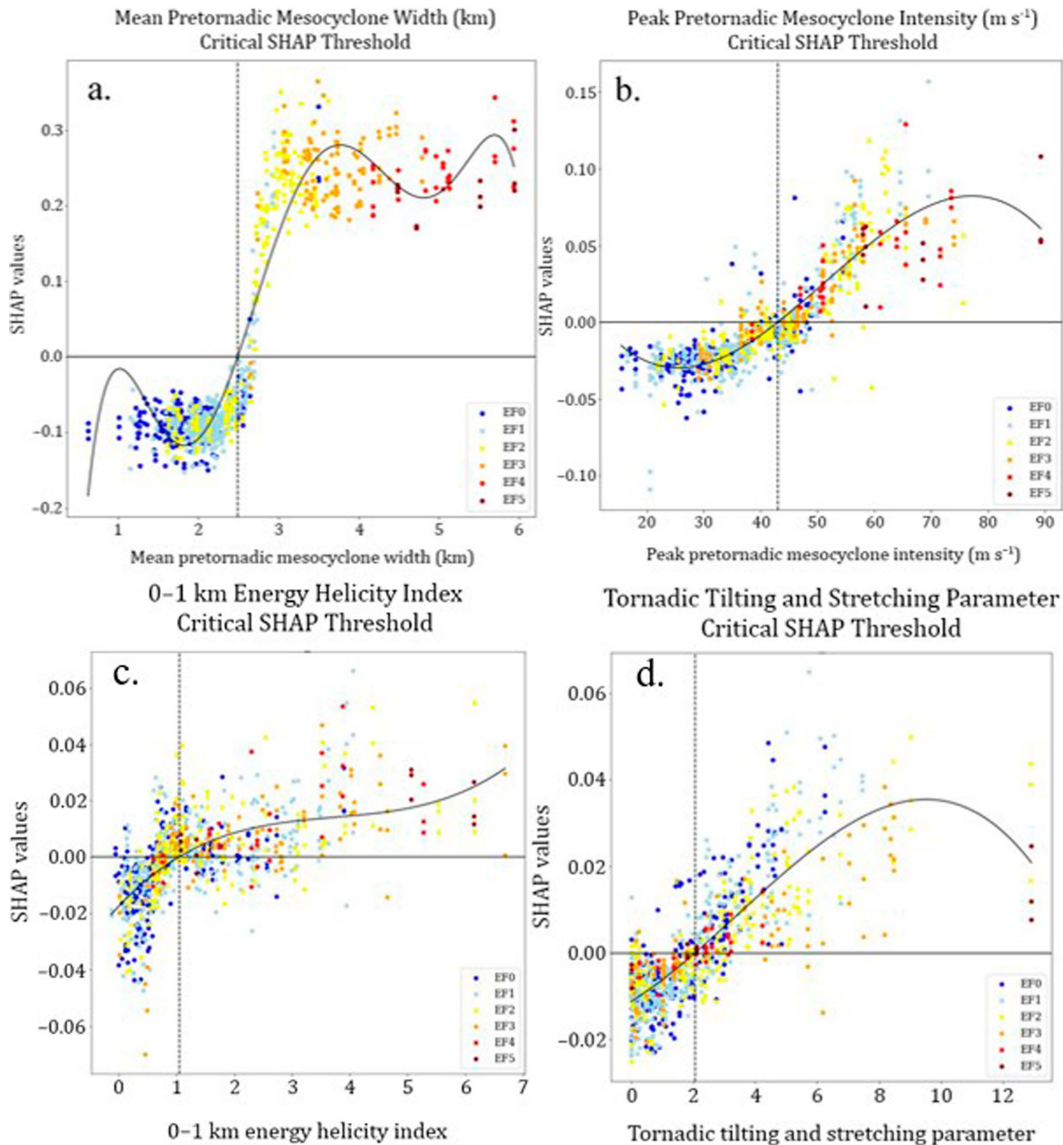 Mean Pretornadic Mesocyclone Width (km)
Critical SHAP Threshold
a.
SHAP values
0.3
0.2
0.1
0.0
−0.1
−0.2
EF0
EF1
EF2
EF3
EF4
EF5
1 2 3 4 5 6
Mean pretornadic mesocyclone width (km)
Peak Pretornadic Mesocyclone Intensity (m s⁻¹)
Critical SHAP Threshold
b.
SHAP values
0.15
0.10
0.05
0.00
−0.05
−0.10
EF0
EF1
EF2
EF3
EF4
EF5
20 30 40 50 60 70 80 90
Peak pretornadic mesocyclone intensity (m s⁻¹)
0–1 km Energy Helicity Index
Critical SHAP Threshold
c.
SHAP values
0.06
0.04
0.02
0.00
−0.02
−0.04
−0.06
EF0
EF1
EF2
EF3
EF4
EF5
0 1 2 3 4 5 6 7
0–1 km energy helicity index
Tornadic Tilting and Stretching Parameter
Critical SHAP Threshold
d.
SHAP values
0.06
0.04
0.02
0.00
−0.02
EF0
EF1
EF2
EF3
EF4
EF5
0 2 4 6 8 10 12
Tornadic tilting and stretching parameter